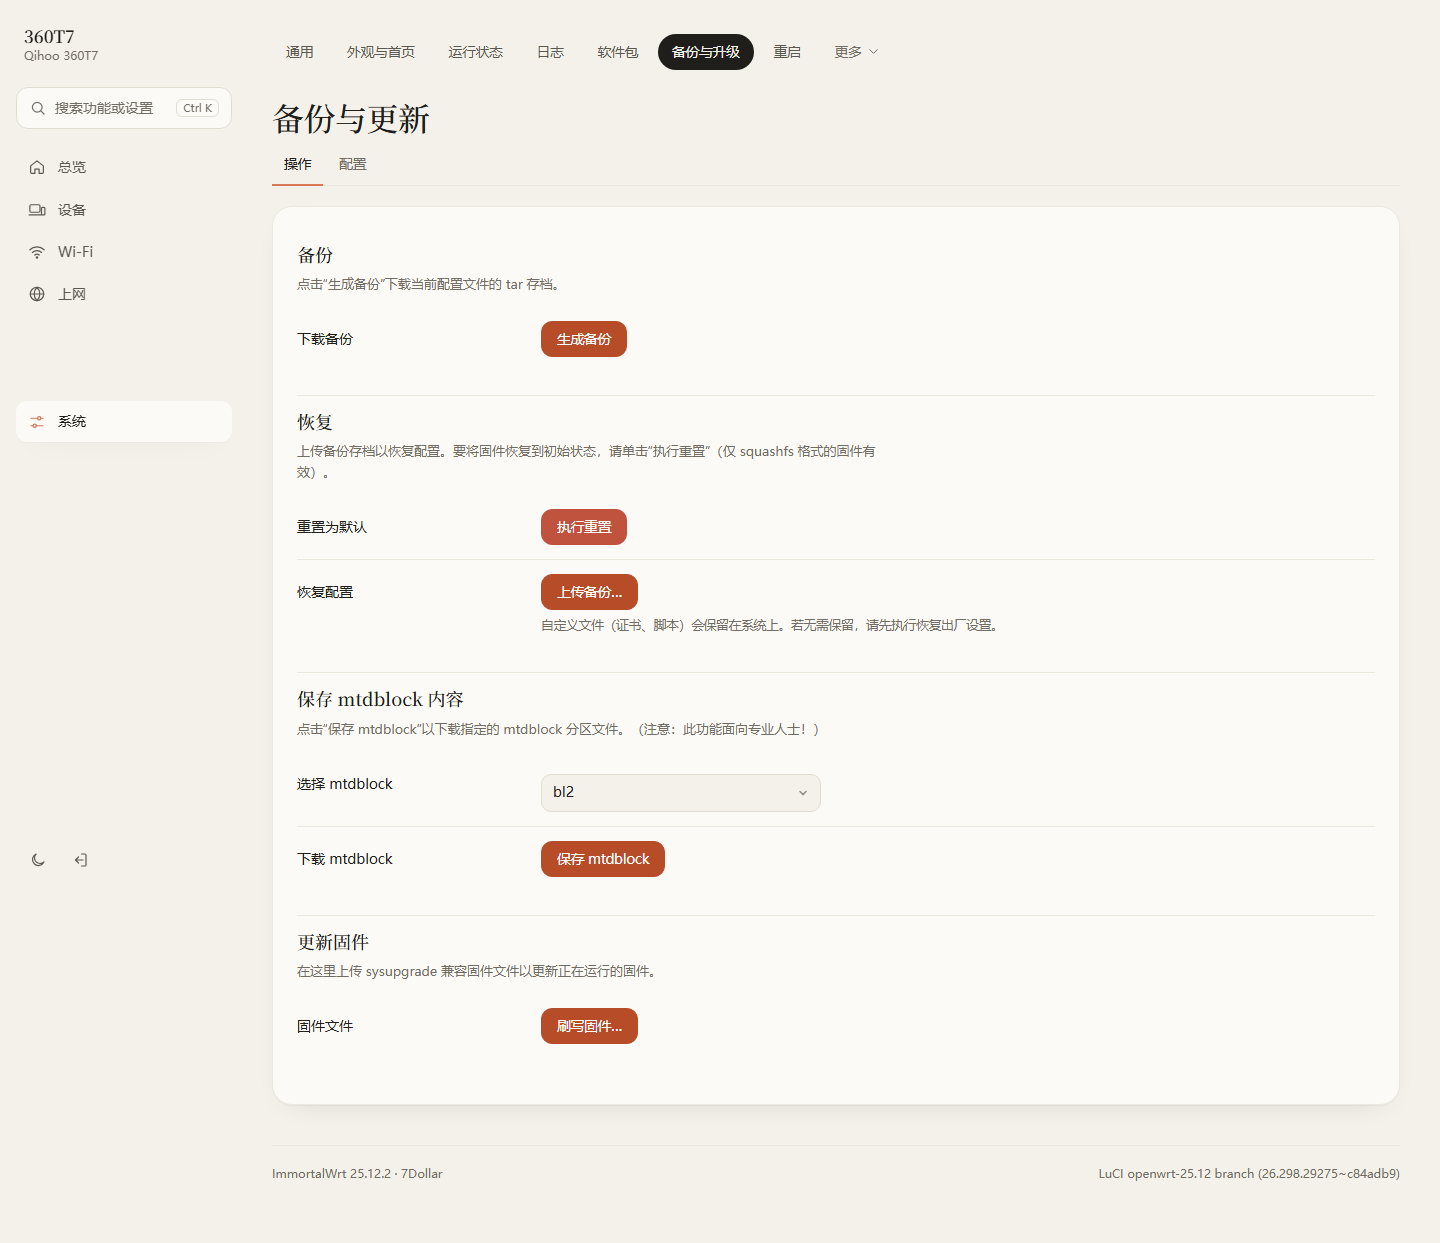 360T7
Qihoo 360T7
搜索功能或设置 Ctrl K
总览
设备
Wi-Fi
上网
系统
通用 外观与首页 运行状态 日志 软件包 备份与升级 重启 更多
备份与更新
操作 配置
备份
点击“生成备份”下载当前配置文件的 tar 存档。
下载备份 生成备份
恢复
上传备份存档以恢复配置。要将固件恢复到初始状态，请单击“执行重置”（仅 squashfs 格式的固件有
效）。
重置为默认 执行重置
恢复配置 上传备份...
自定义文件（证书、脚本）会保留在系统上。若无需保留，请先执行恢复出厂设置。
保存 mtdblock 内容
点击“保存 mtdblock”以下载指定的 mtdblock 分区文件。（注意：此功能面向专业人士！）
选择 mtdblock bl2
下载 mtdblock 保存 mtdblock
更新固件
在这里上传 sysupgrade 兼容固件文件以更新正在运行的固件。
固件文件 刷写固件...
ImmortalWrt 25.12.2 · 7Dollar LuCI openwrt-25.12 branch (26.298.29275~c84adb9)